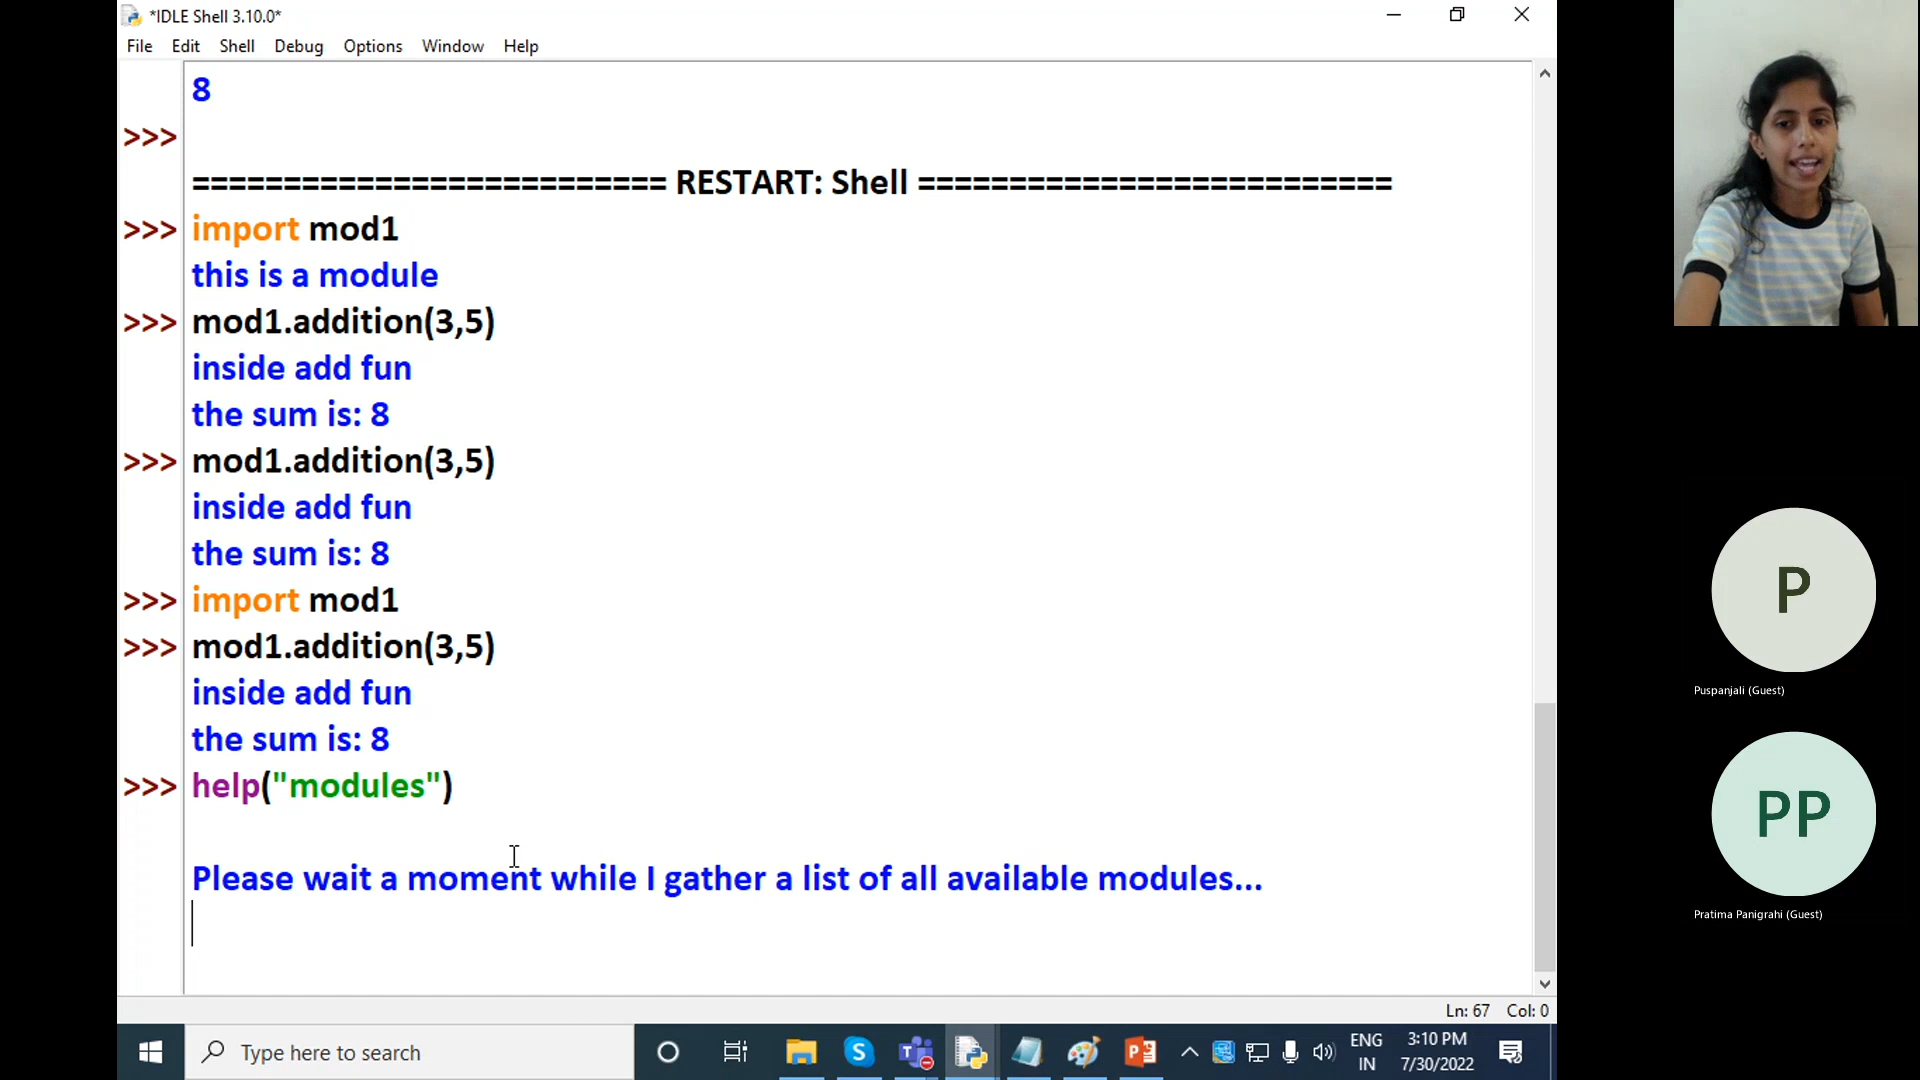 *IDLE Shell 3.10.0*
File Edit Shell Debug Options Window Help
8
>>>
========================== RESTART: Shell ==========================
>>> import mod1
this is a module
>>> mod1.addition(3,5)
inside add fun
the sum is: 8
>>> mod1.addition(3,5)
inside add fun
the sum is: 8
>>> import mod1
>>> mod1.addition(3,5)
inside add fun
the sum is: 8
>>> help("modules")
Please wait a moment while I gather a list of all available modules...
Ln: 67 Col: 0
Type here to search
ENG
IN
3:10 PM
7/30/2022
P
Puspanjali (Guest)
PP
Pratima Panigrahi (Guest)